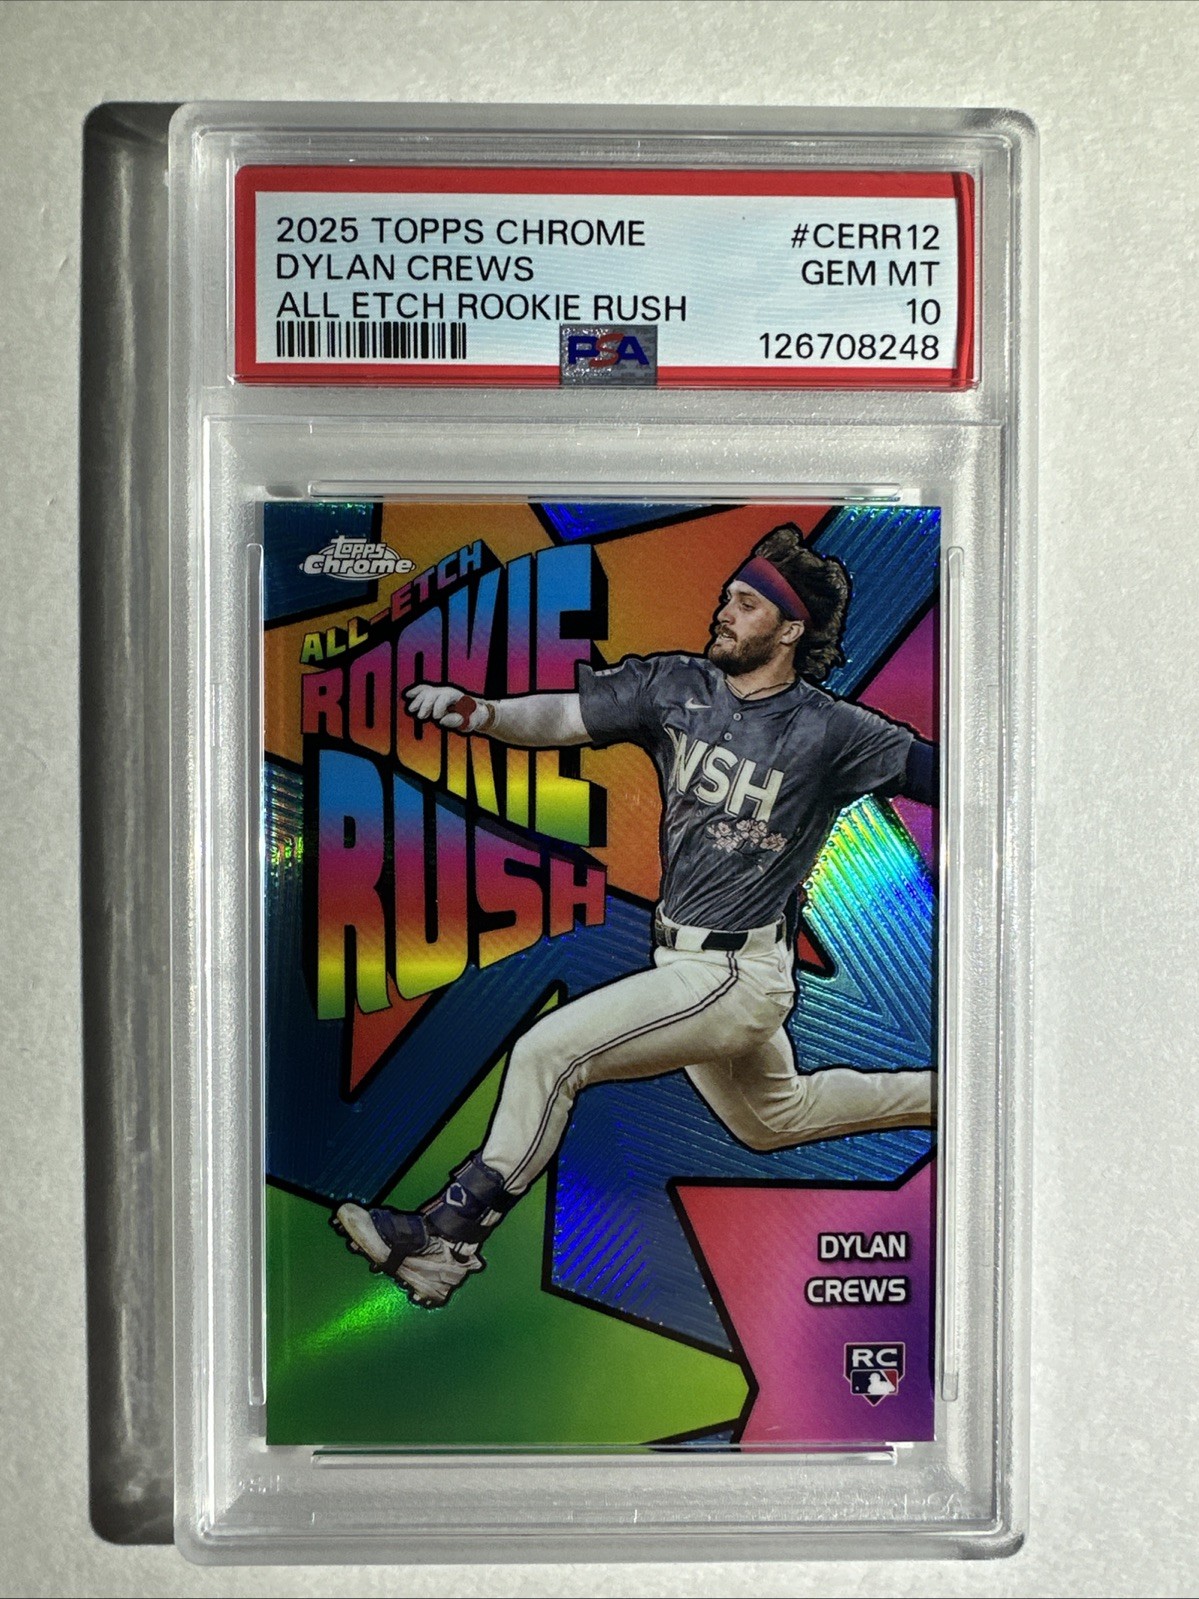 2025 TOPPS CHROME #CERR12
DYLAN CREWS GEM MT
ALL ETCH ROOKIE RUSH 10
PSA 126708248
Topps
Chrome
ALL-ETCH
ROOKIE
RUSH
WSH
DYLAN
CREWS
RC